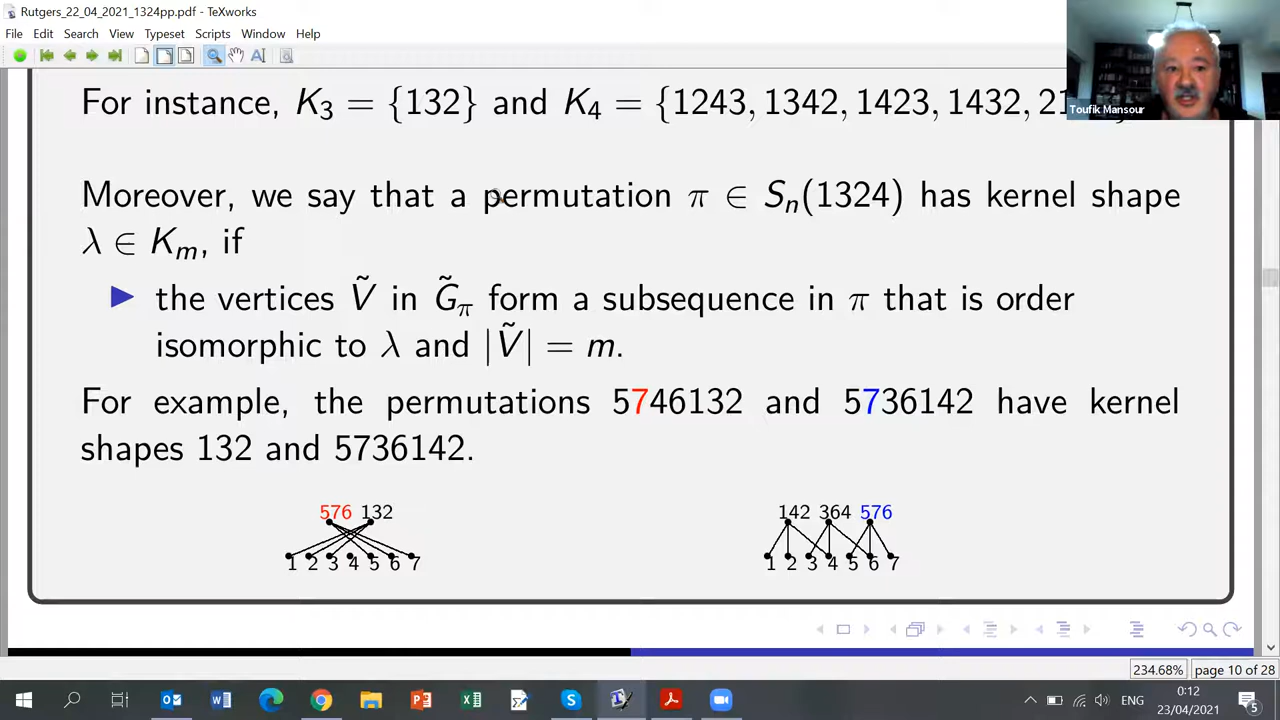 Rutgers_22_04_2021_1324pp.pdf - TeXworks
File Edit Search View Typeset Scripts Window Help
Toufik Mansour
For instance, K₃ = {132} and K₄ = {1243, 1342, 1423, 1432, 21
Moreover, we say that a permutation π ∈ Sₙ(1324) has kernel shape
λ ∈ Kₘ, if
▶ the vertices Ṽ in G̃_π form a subsequence in π that is order
isomorphic to λ and |Ṽ| = m.
For example, the permutations 5746132 and 5736142 have kernel
shapes 132 and 5736142.
576 132
1 2 3 4 5 6 7
142 364 576
1 2 3 4 5 6 7
234.68% page 10 of 28
ENG
0:12
23/04/2021
5